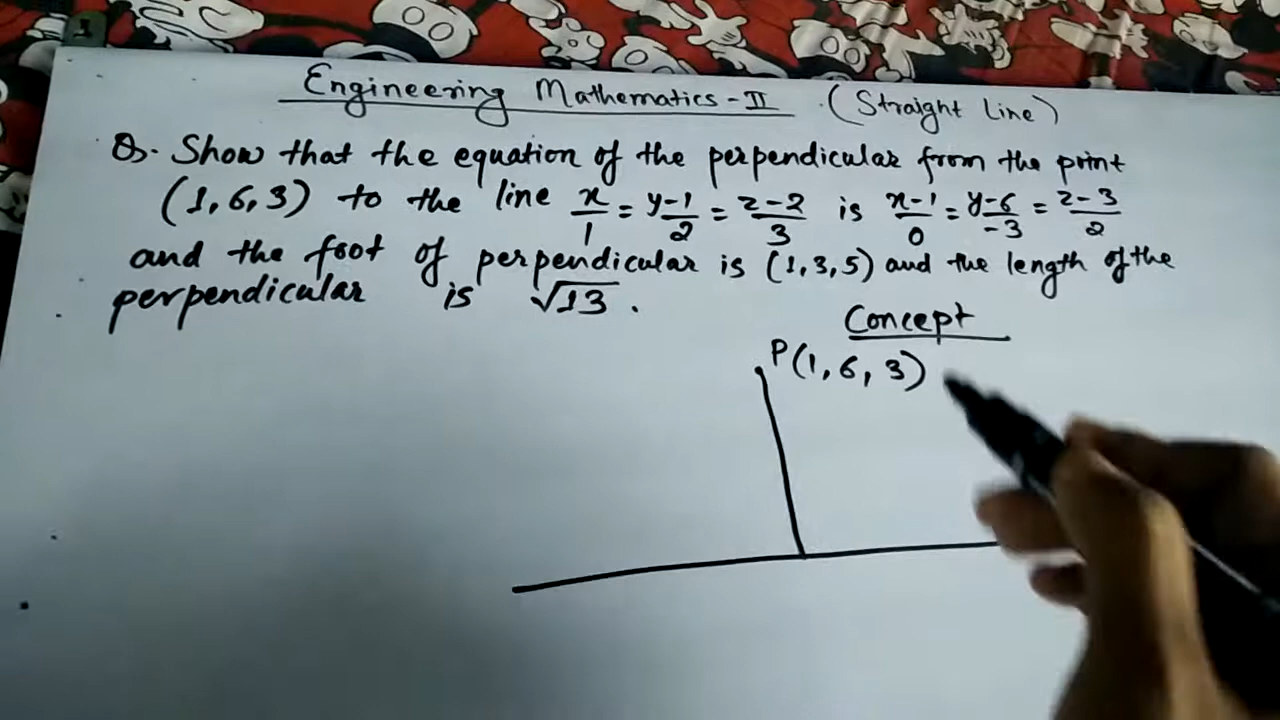 Engineering Mathematics-II (Straight Line)
Q. Show that the equation of the perpendicular from the point
(1,6,3) to the line x/1 = y-1/2 = z-2/3 is x-1/0 = y-6/-3 = z-3/2
and the foot of perpendicular is (1,3,5) and the length of the
perpendicular is √13.
Concept
P(1,6,3)